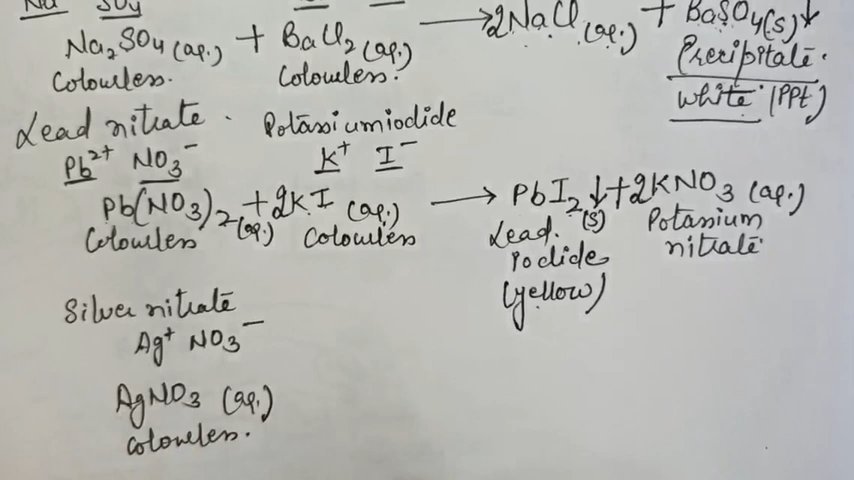 Na SO4
Na2SO4 (aq.) + BaCl2 (aq.) → 2NaCl (aq.) + BaSO4(s)↓
Colourless. Colourless. Precipitate.
white (PPt)
Lead nitrate. Potassiumiodide
Pb2+ NO3− K+ I−
Pb(NO3)2 (aq.) + 2KI (aq.) → PbI2↓(s) + 2KNO3 (aq.)
Colourless Colourless Lead Iodide (yellow) Potassium nitrate
Silver nitrate
Ag+ NO3−
AgNO3 (aq.)
colourless.